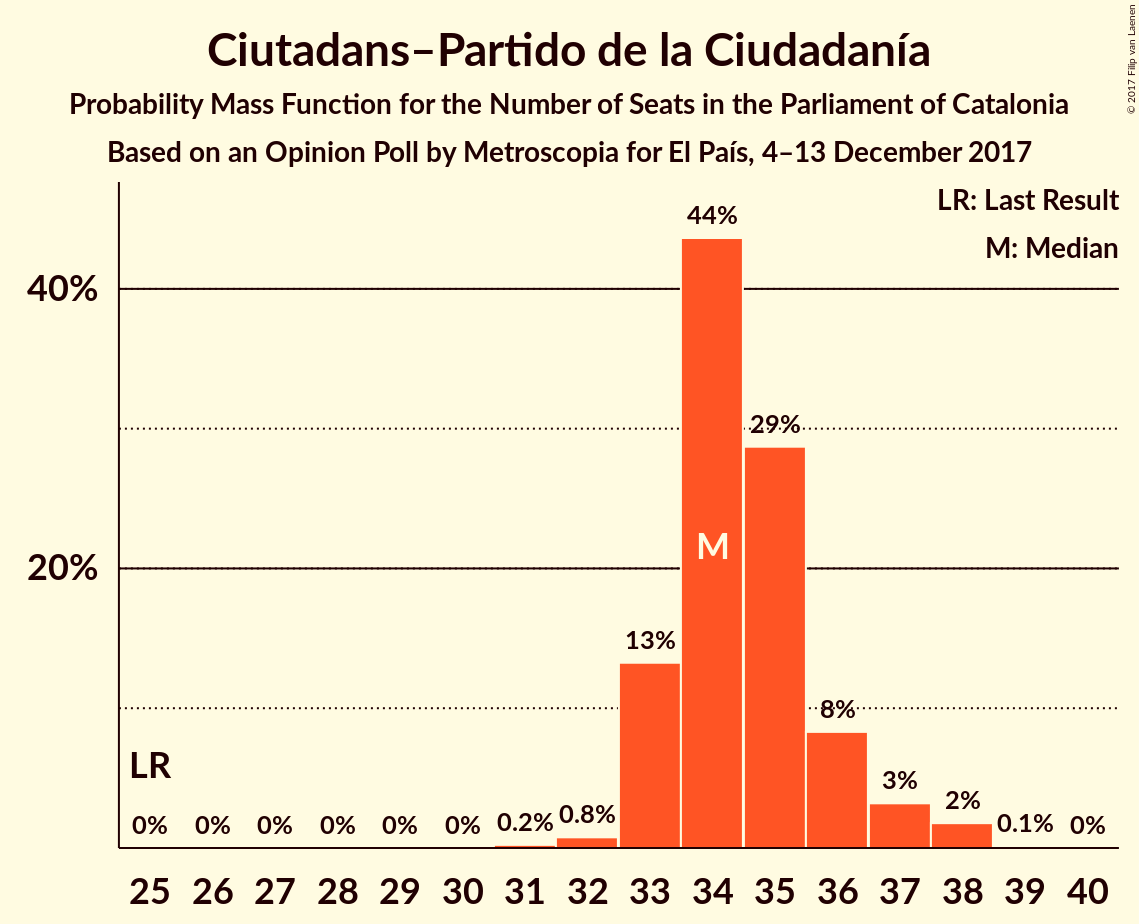 Ciutadans–Partido de la Ciudadanía
Probability Mass Function for the Number of Seats in the Parliament of Catalonia
Based on an Opinion Poll by Metroscopia for El País, 4–13 December 2017
© 2017 Filip van Laenen
LR: Last Result
M: Median
40%
20%
LR
M
0% 0% 0% 0% 0% 0% 0.2% 0.8% 13% 44% 29% 8% 3% 2% 0.1% 0%
25 26 27 28 29 30 31 32 33 34 35 36 37 38 39 40